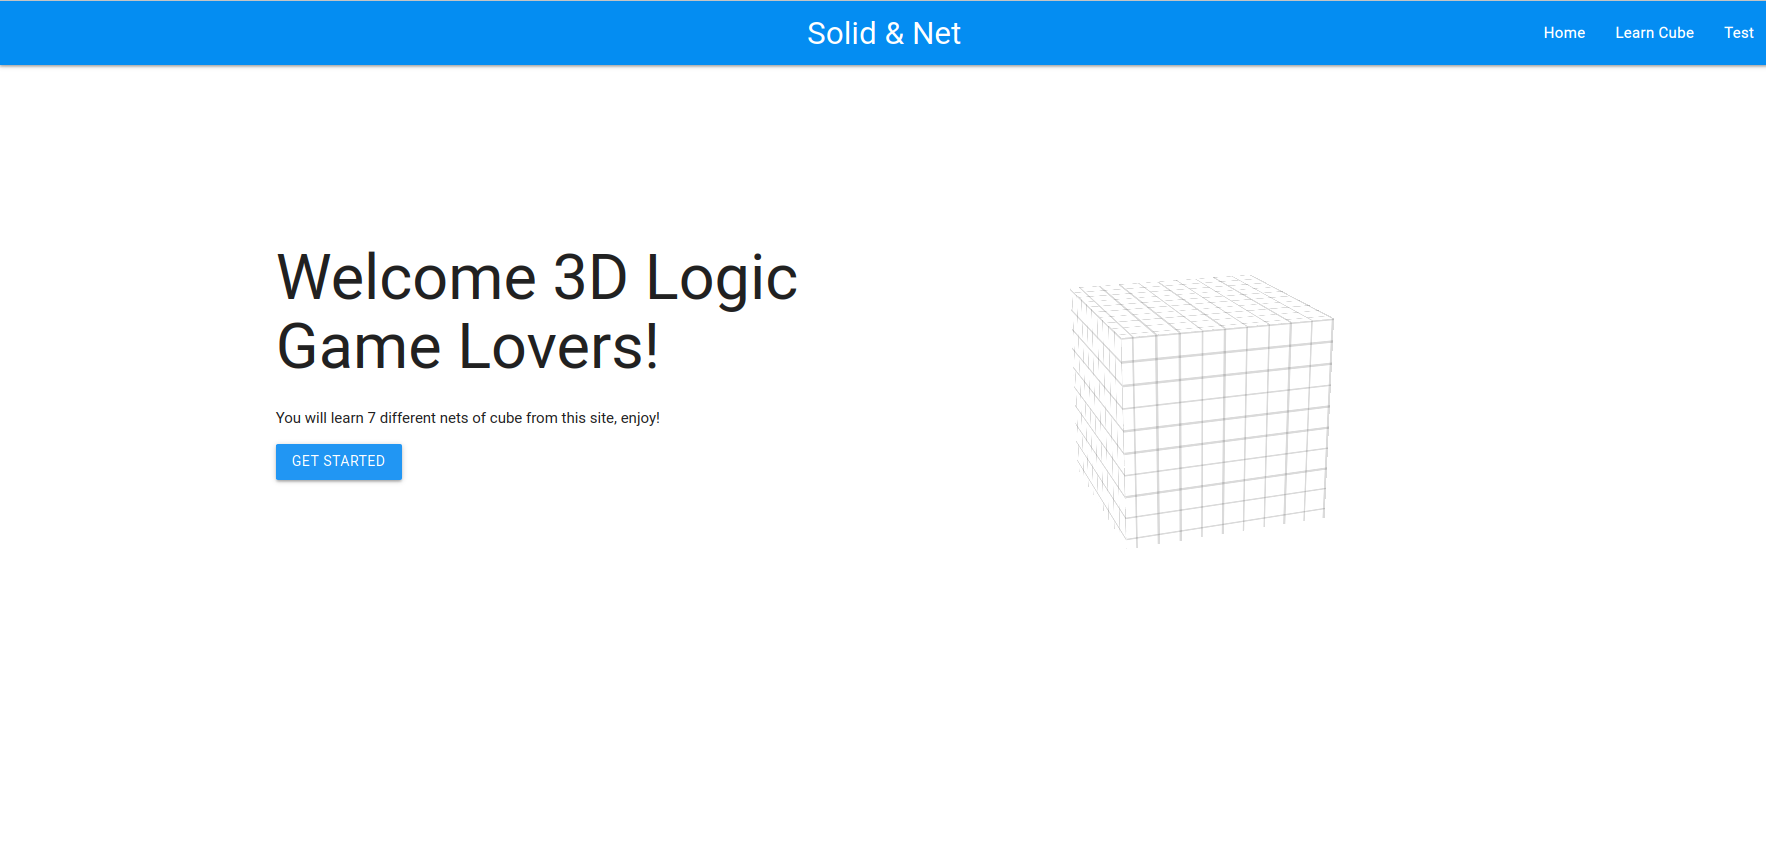 Solid & Net
Home
Learn Cube
Test
Welcome 3D Logic
Game Lovers!
You will learn 7 different nets of cube from this site, enjoy!
GET STARTED